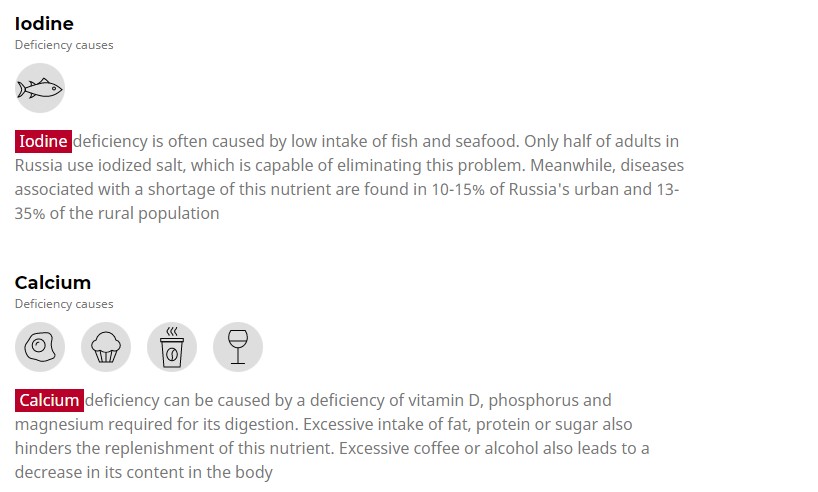 Iodine
Deficiency causes
Iodine deficiency is often caused by low intake of fish and seafood. Only half of adults in
Russia use iodized salt, which is capable of eliminating this problem. Meanwhile, diseases
associated with a shortage of this nutrient are found in 10-15% of Russia's urban and 13-
35% of the rural population
Calcium
Deficiency causes
Calcium deficiency can be caused by a deficiency of vitamin D, phosphorus and
magnesium required for its digestion. Excessive intake of fat, protein or sugar also
hinders the replenishment of this nutrient. Excessive coffee or alcohol also leads to a
decrease in its content in the body